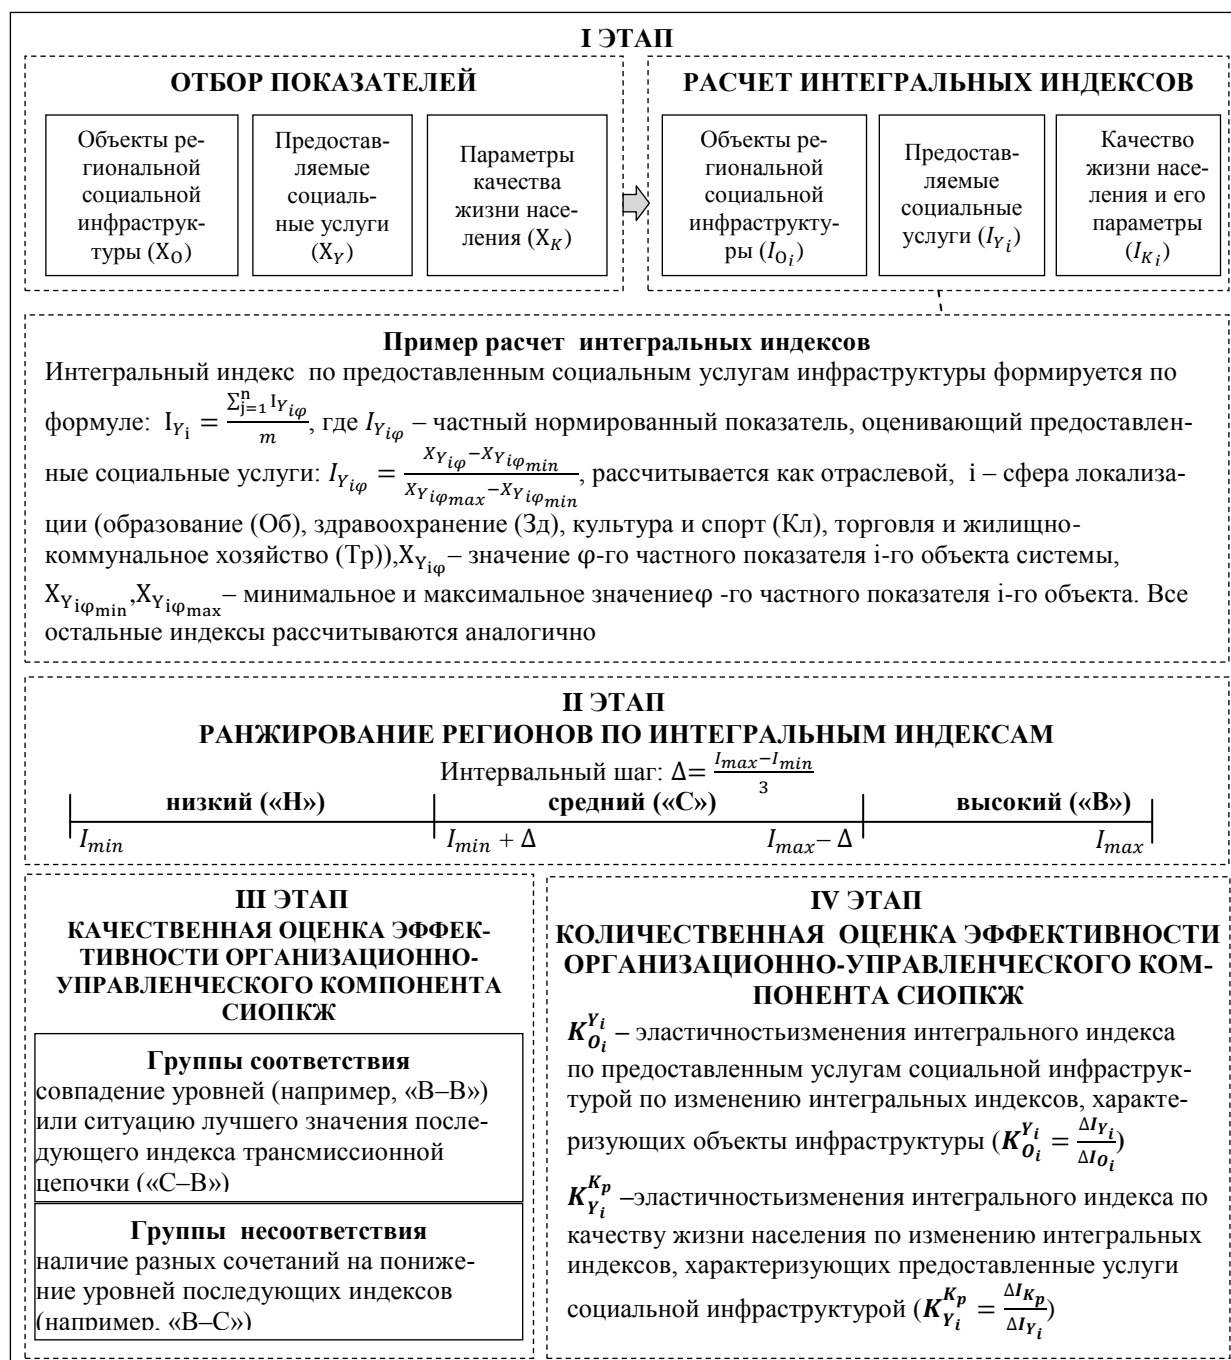 I ЭТАП
ОТБОР ПОКАЗАТЕЛЕЙ
Объекты ре-
гиональной
социальной
инфраструк-
туры (X_O)
Предостав-
ляемые
социаль-
ные услуги
(X_Y)
Параметры
качества
жизни насе-
ления (X_K)
РАСЧЕТ ИНТЕГРАЛЬНЫХ ИНДЕКСОВ
Объекты ре-
гиональной
социальной
инфраструкту-
ры (I_{O_i})
Предостав-
ляемые
социальные
услуги (I_{Y_i})
Качество
жизни насе-
ления и его
параметры
(I_{K_i})
Пример расчет интегральных индексов
Интегральный индекс по предоставленным социальным услугам инфраструктуры формируется по
формуле: I_{Y_i} = \frac{\sum_{j=1}^{n} I_{Y_{iφ}}}{m}, где I_{Y_{iφ}} – частный нормированный показатель, оценивающий предоставлен-
ные социальные услуги: I_{Y_{iφ}} = \frac{X_{Y_{iφ}}−X_{Y_{iφ_{min}}}}{X_{Y_{iφ_{max}}}−X_{Y_{iφ_{min}}}}, рассчитывается как отраслевой, i – сфера локализа-
ции (образование (Об), здравоохранение (Зд), культура и спорт (Кл), торговля и жилищно-
коммунальное хозяйство (Тр)),X_{Y_{iφ}} – значение φ-го частного показателя i-го объекта системы,
X_{Y_{iφ_{min}}},X_{Y_{iφ_{max}}} – минимальное и максимальное значениеφ -го частного показателя i-го объекта. Все
остальные индексы рассчитываются аналогично
II ЭТАП
РАНЖИРОВАНИЕ РЕГИОНОВ ПО ИНТЕГРАЛЬНЫМ ИНДЕКСАМ
Интервальный шаг: Δ= \frac{I_{max}−I_{min}}{3}
низкий («Н») средний («С») высокий («В»)
I_{min} I_{min} + Δ I_{max} – Δ I_{max}
III ЭТАП
КАЧЕСТВЕННАЯ ОЦЕНКА ЭФФЕК-
ТИВНОСТИ ОРГАНИЗАЦИОННО-
УПРАВЛЕНЧЕСКОГО КОМПОНЕНТА
СИОПКЖ
Группы соответствия
совпадение уровней (например, «В–В»)
или ситуацию лучшего значения после-
дующего индекса трансмиссионной
цепочки («С–В»)
Группы несоответствия
наличие разных сочетаний на пониже-
ние уровней последующих индексов
(например, «В–С»)
IV ЭТАП
КОЛИЧЕСТВЕННАЯ ОЦЕНКА ЭФФЕКТИВНОСТИ
ОРГАНИЗАЦИОННО-УПРАВЛЕНЧЕСКОГО КОМ-
ПОНЕНТА СИОПКЖ
K_{O_i}^{Y_i} – эластичностьизменения интегрального индекса
по предоставленным услугам социальной инфраструк-
турой по изменению интегральных индексов, характе-
ризующих объекты инфраструктуры (K_{O_i}^{Y_i} = \frac{ΔI_{Y_i}}{ΔI_{O_i}})
K_{Y_i}^{K_p} –эластичностьизменения интегрального индекса по
качеству жизни населения по изменению интегральных
индексов, характеризующих предоставленные услуги
социальной инфраструктурой (K_{Y_i}^{K_p} = \frac{ΔI_{K_p}}{ΔI_{Y_i}})